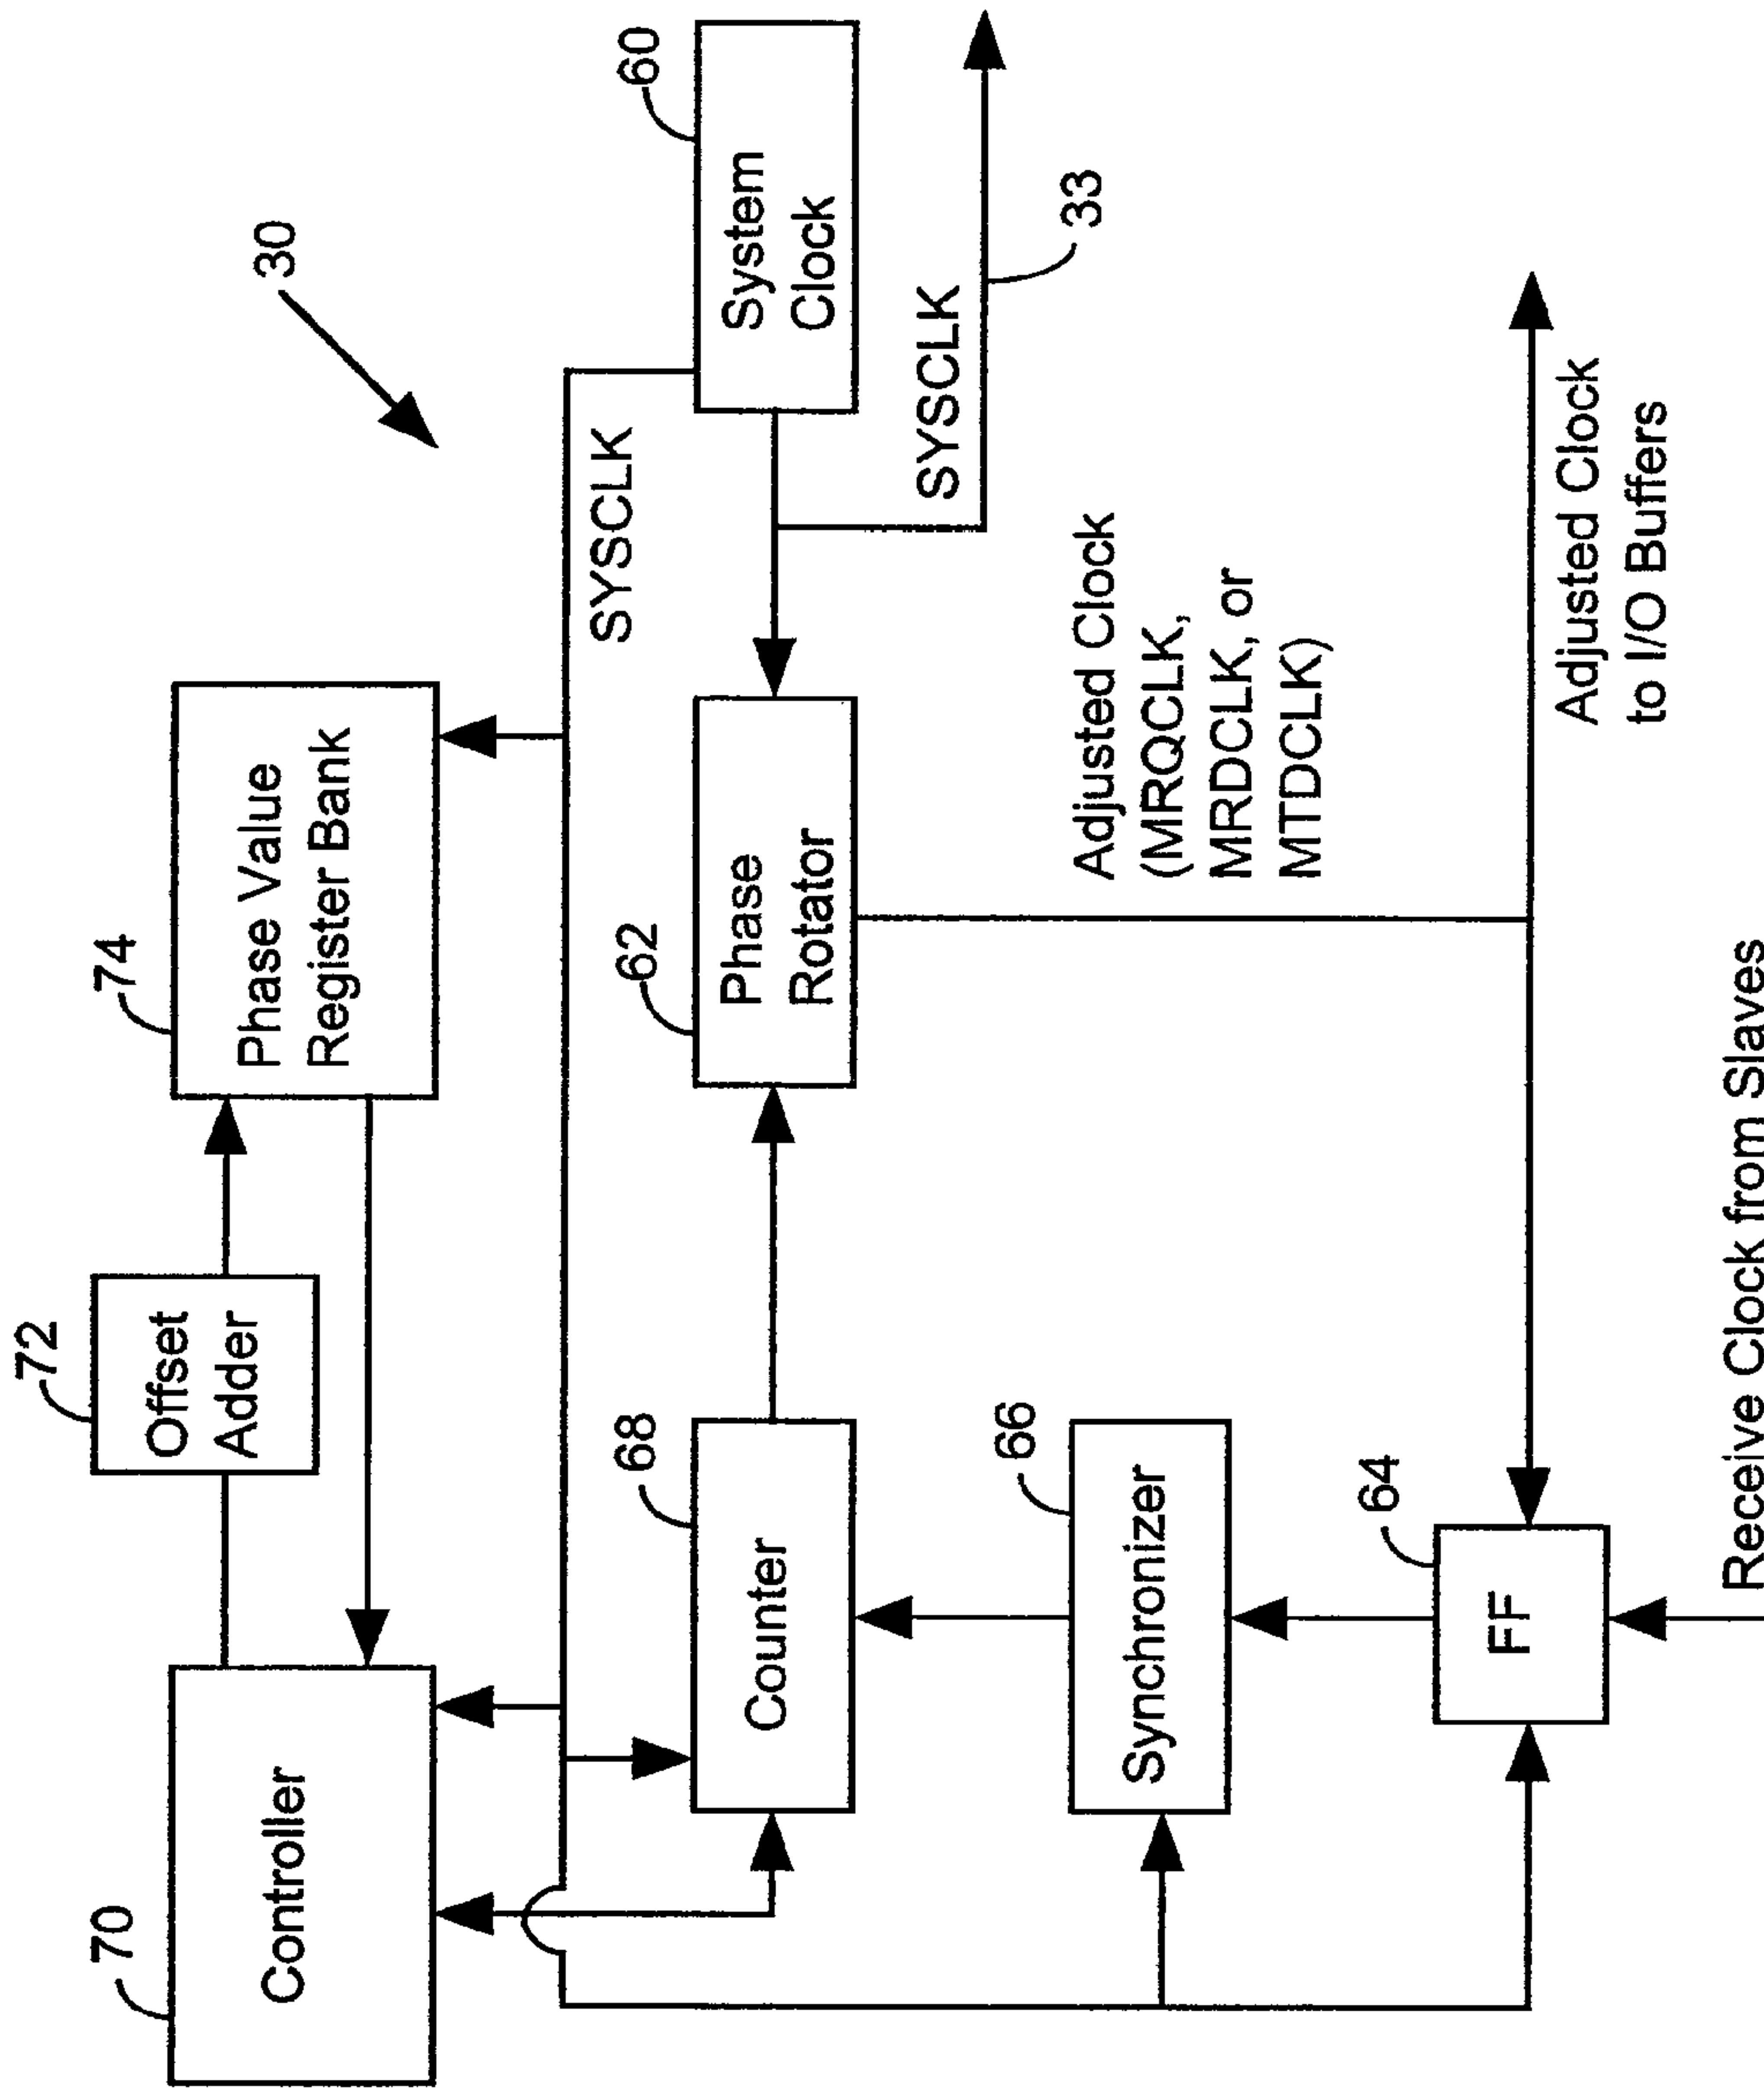 30
70
Controller
72
Offset
Adder
74
Phase Value
Register Bank
SYSCLK
68
Counter
62
Phase
Rotator
60
System
Clock
SYSCLK
33
66
Synchronizer
Adjusted Clock
(MRQCLK,
MRDCLK, or
MTDCLK)
64
FF
Adjusted Clock
to I/O Buffers
Receive Clock from Slaves